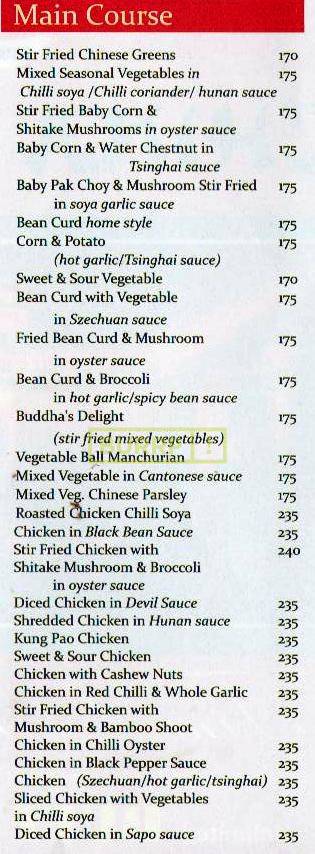 Main Course
Stir Fried Chinese Greens 170
Mixed Seasonal Vegetables in 175
Chilli soya /Chilli coriander/ hunan sauce
Stir Fried Baby Corn & 175
Shitake Mushrooms in oyster sauce
Baby Corn & Water Chestnut in 175
Tsinghai sauce
Baby Pak Choy & Mushroom Stir Fried 175
in soya garlic sauce
Bean Curd home style 175
Corn & Potato 175
(hot garlic/Tsinghai sauce)
Sweet & Sour Vegetable 170
Bean Curd with Vegetable 175
in Szechuan sauce
Fried Bean Curd & Mushroom 175
in oyster sauce
Bean Curd & Broccoli 175
in hot garlic/spicy bean sauce
Buddha's Delight 175
(stir fried mixed vegetables)
Vegetable Ball Manchurian 175
Mixed Vegetable in Cantonese sauce 175
Mixed Veg. Chinese Parsley 175
Roasted Chicken Chilli Soya 235
Chicken in Black Bean Sauce 235
Stir Fried Chicken with 240
Shitake Mushroom & Broccoli
in oyster sauce
Diced Chicken in Devil Sauce 235
Shredded Chicken in Hunan sauce 235
Kung Pao Chicken 235
Sweet & Sour Chicken 235
Chicken with Cashew Nuts 235
Chicken in Red Chilli & Whole Garlic 235
Stir Fried Chicken with 235
Mushroom & Bamboo Shoot
Chicken in Chilli Oyster 235
Chicken in Black Pepper Sauce 235
Chicken (Szechuan/hot garlic/tsinghai) 235
Sliced Chicken with Vegetables 235
in Chilli soya
Diced Chicken in Sapo sauce 235